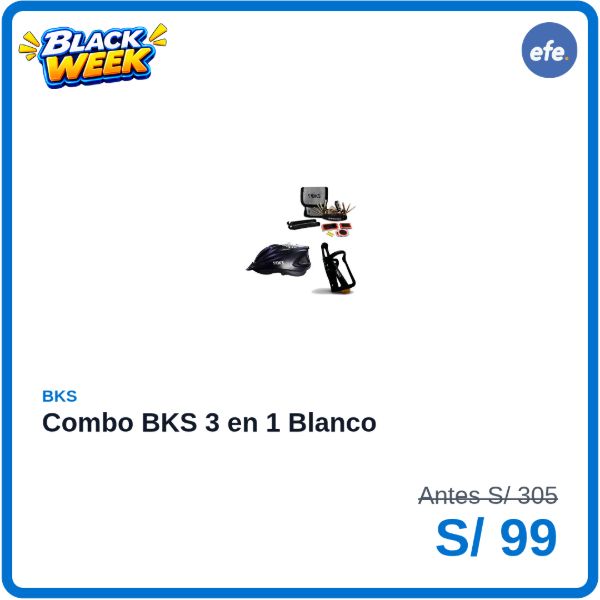 BLACK
WEEK
efe.
BKS
Combo BKS 3 en 1 Blanco
Antes S/ 305
S/ 99